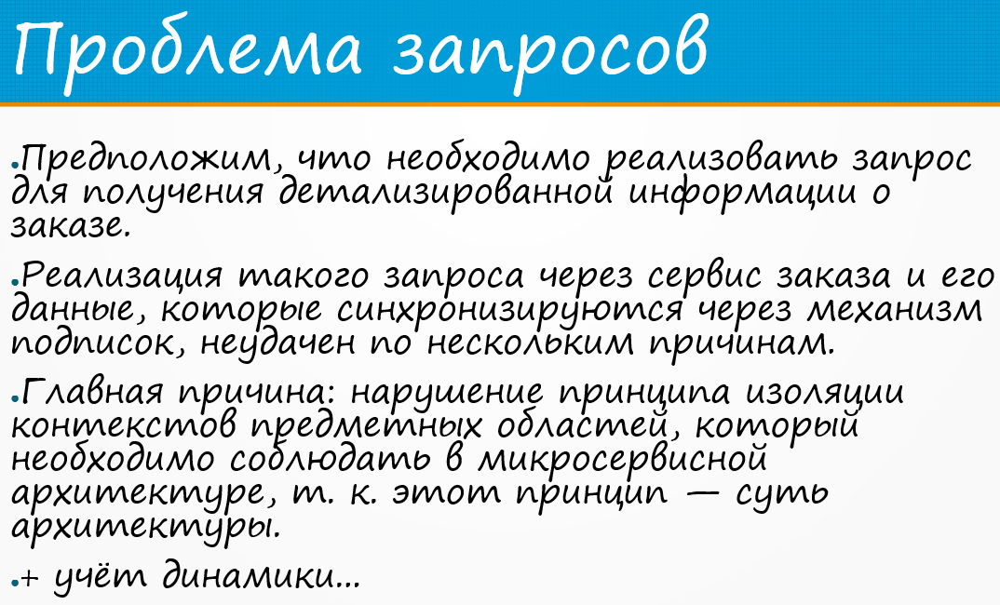 Проблема запросов
●Предположим, что необходимо реализовать запрос
для получения детализированной информации о
заказе.
●Реализация такого запроса через сервис заказа и его
данные, которые синхронизируются через механизм
подписок, неудачен по нескольким причинам.
●Главная причина: нарушение принципа изоляции
контекстов предметных областей, который
необходимо соблюдать в микросервисной
архитектуре, т. к. этот принцип — суть
архитектуры.
●+ учёт динамики...